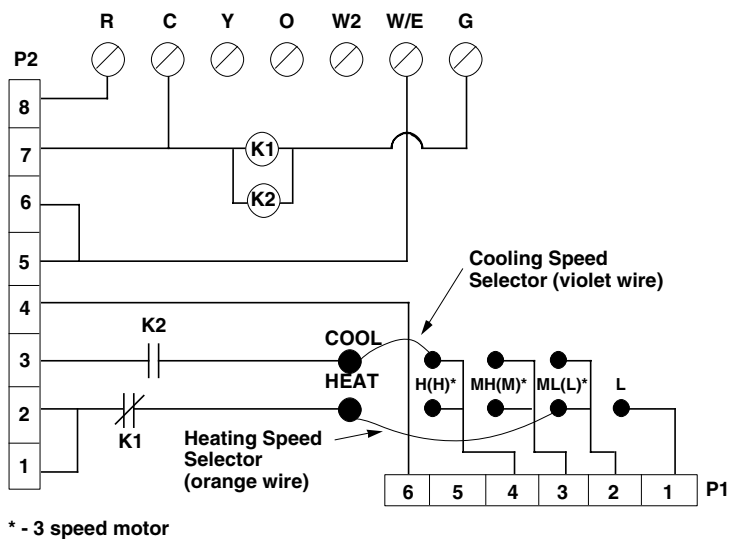 R C Y O W2 W/E G
P2
8
7
K1
6
K2
5
Cooling Speed
Selector (violet wire)
4
K2
COOL
3
HEAT
H(H)* MH(M)* ML(L)* L
2
K1
Heating Speed
Selector
(orange wire)
1
6 5 4 3 2 1 P1
* - 3 speed motor